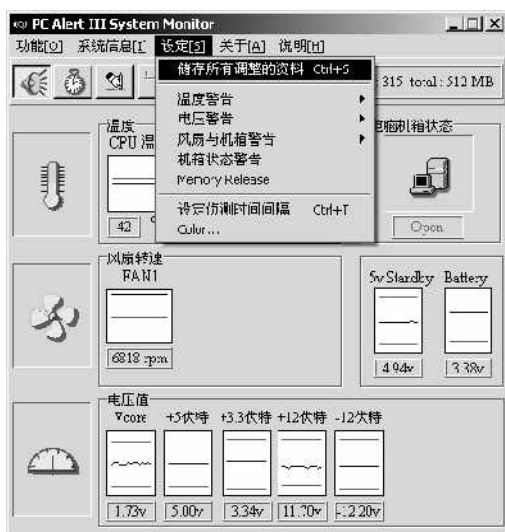 PC Alert III System Monitor
功能[O] 系统信息[I] 设定[S] 关于[A] 说明[H]
储存所有调整的资料 Ctrl+S
315 total : 512 MB
温度警告
电压警告
风扇与机箱警告
机箱状态警告
Memory Release
设定侦测时间间隔 Ctrl+T
Color...
温度
CPU 温
42
电脑机箱状态
Open
风扇转速
FAN1
6818 rpm
5v Standby Battery
4.94v 3.38v
电压值
Vcore +5伏特 +3.3伏特 +12伏特 -12伏特
1.73v 5.00v 3.34v 11.70v -12.20v